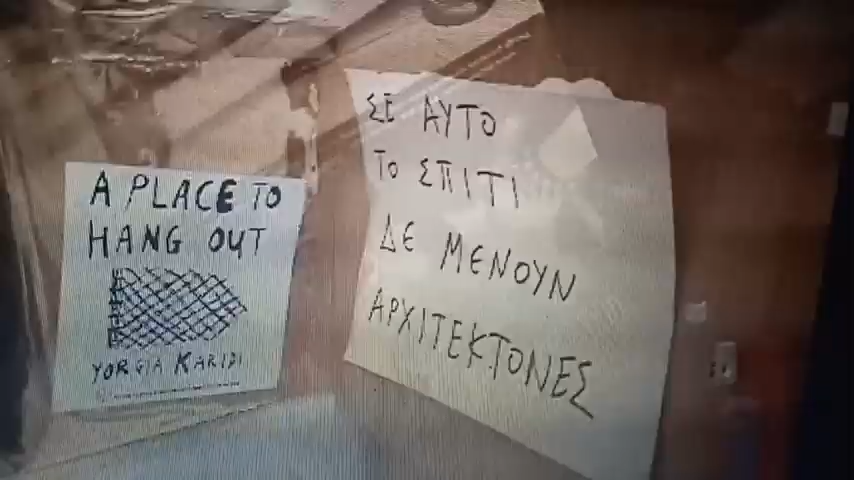 A PLACE TO
HANG OUT
YORGIA KARIDI
ΣΕ ΑΥΤΟ
ΤΟ ΣΠΙΤΙ
ΔΕ ΜΕΝΟΥΝ
ΑΡΧΙΤΕΚΤΟΝΕΣ